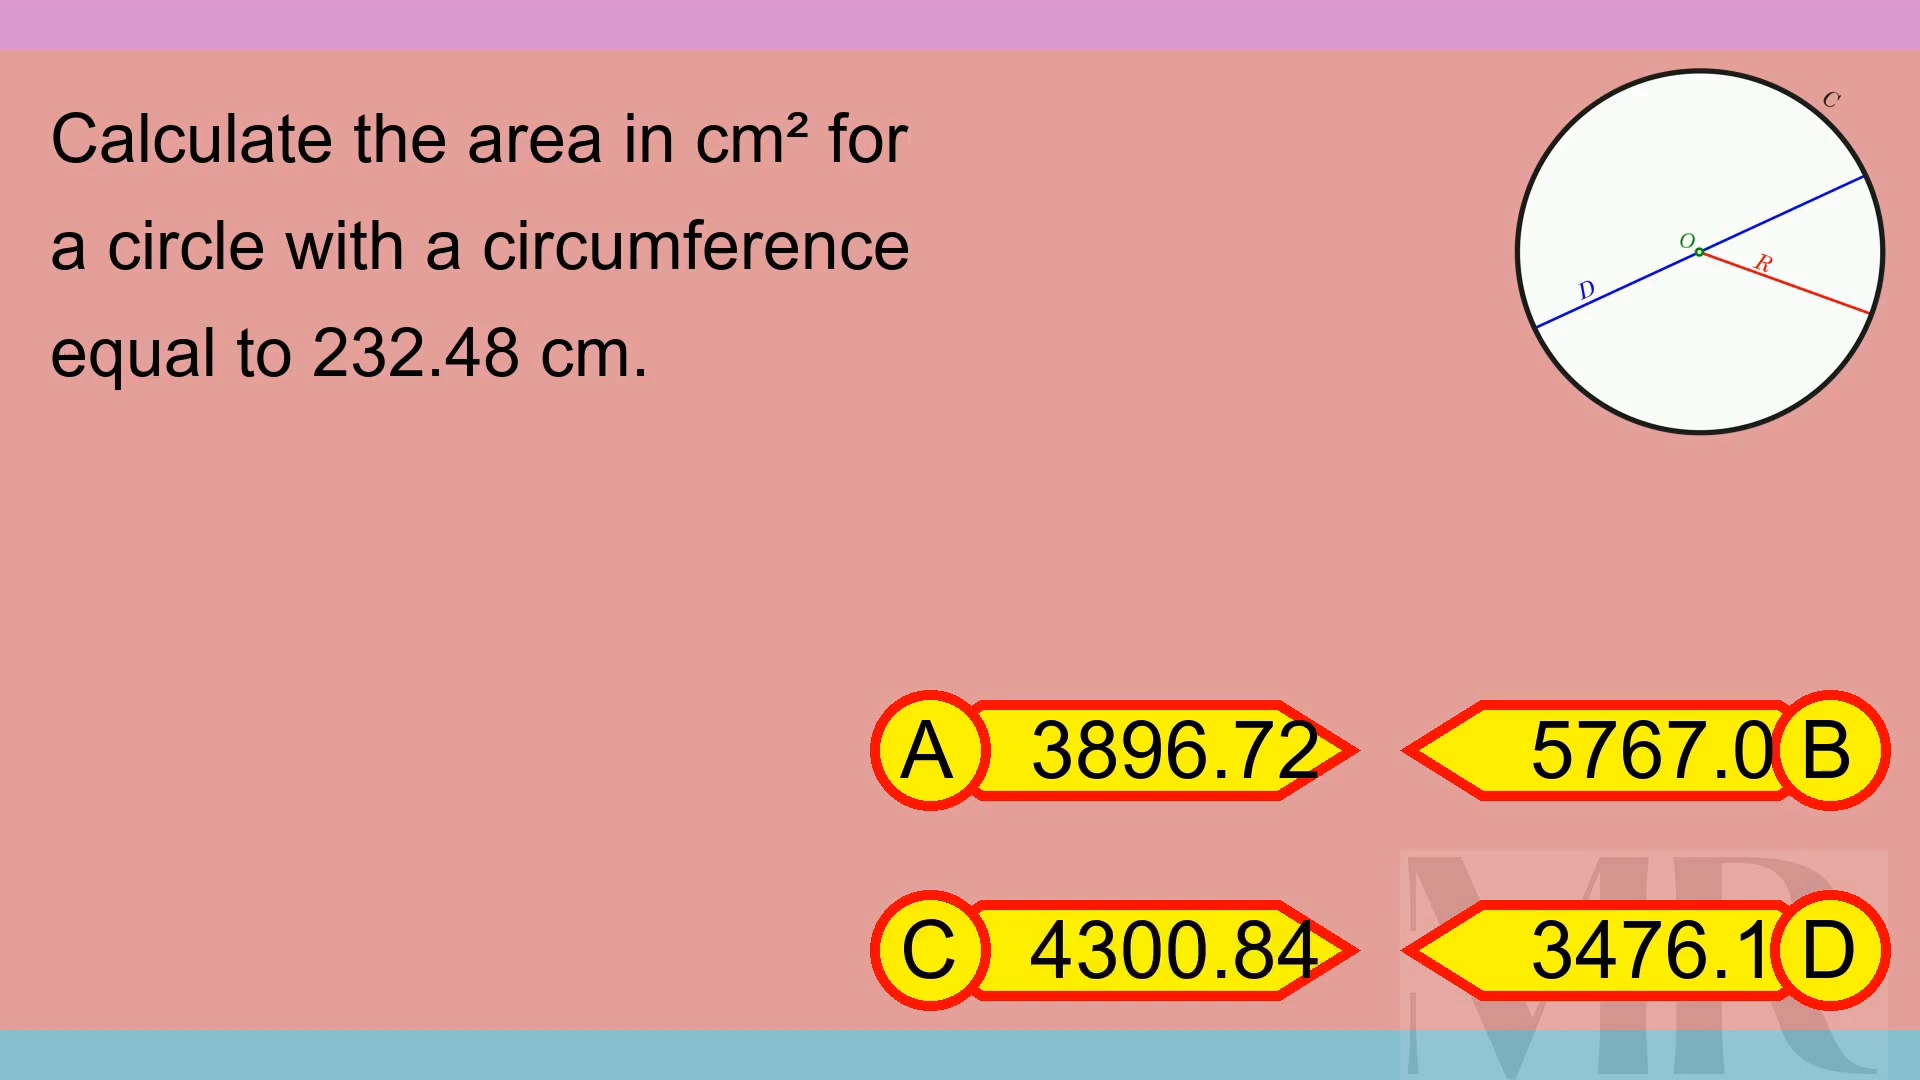 Calculate the area in cm² for
a circle with a circumference
equal to 232.48 cm.
C
O
R
D
A 3896.72
5767.0 B
C 4300.84
3476.1 D
MR